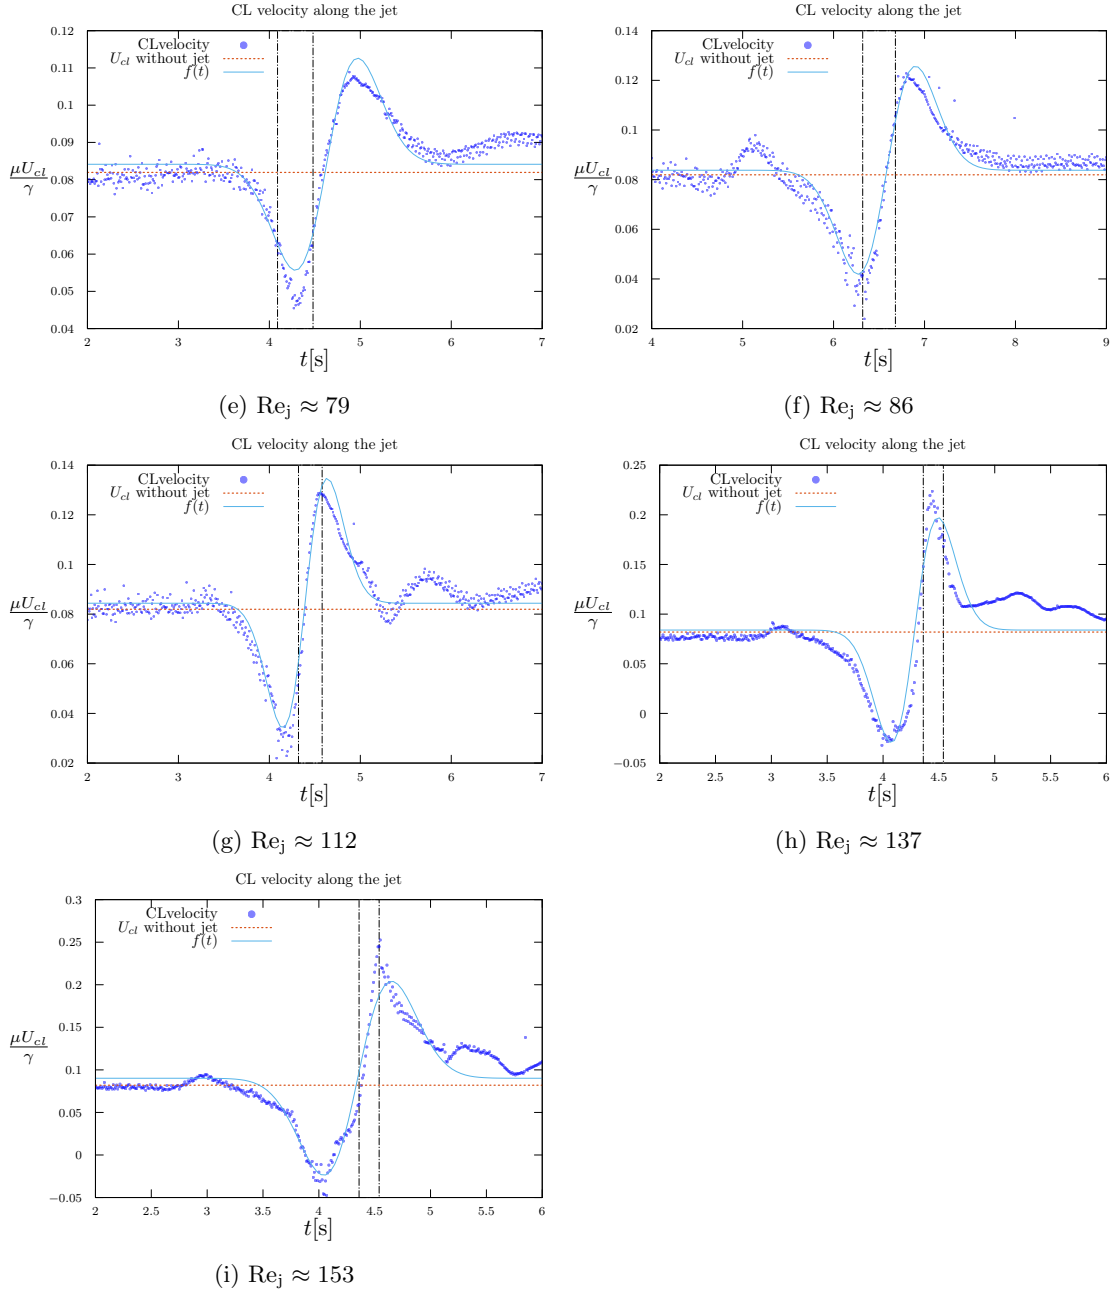 CL velocity along the jet
0.12
0.11
0.1
0.09
0.08
0.07
0.06
0.05
0.04
CLvelocity
U_cl without jet
f(t)
μU_cl / γ
2 3 4 5 6 7
t[s]
(e) Re_j ≈ 79
CL velocity along the jet
0.14
0.12
0.1
0.08
0.06
0.04
0.02
CLvelocity
U_cl without jet
f(t)
μU_cl / γ
4 5 6 7 8 9
t[s]
(f) Re_j ≈ 86
CL velocity along the jet
0.14
0.12
0.1
0.08
0.06
0.04
0.02
CLvelocity
U_cl without jet
f(t)
μU_cl / γ
2 3 4 5 6 7
t[s]
(g) Re_j ≈ 112
CL velocity along the jet
0.25
0.2
0.15
0.1
0.05
0
−0.05
CLvelocity
U_cl without jet
f(t)
μU_cl / γ
2 2.5 3 3.5 4 4.5 5 5.5 6
t[s]
(h) Re_j ≈ 137
CL velocity along the jet
0.3
0.25
0.2
0.15
0.1
0.05
0
−0.05
CLvelocity
U_cl without jet
f(t)
μU_cl / γ
2 2.5 3 3.5 4 4.5 5 5.5 6
t[s]
(i) Re_j ≈ 153